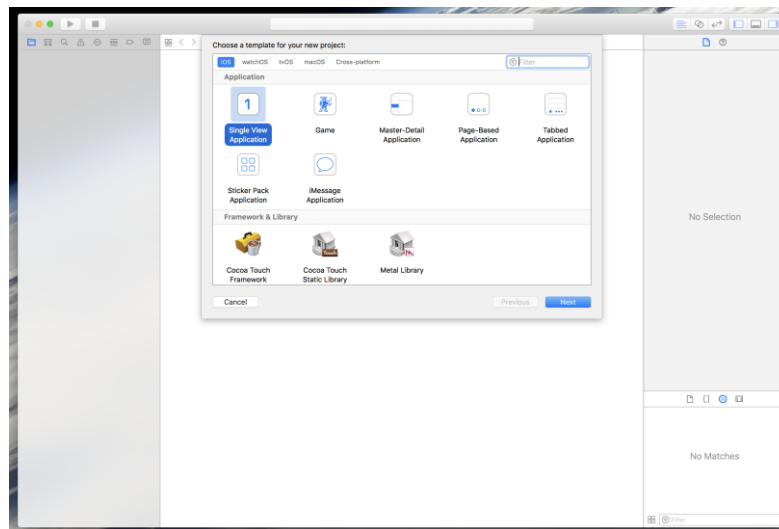 Choose a template for your new project:
iOS watchOS tvOS macOS Cross-platform
Filter
Application
1
Single View
Application
Game
Master-Detail
Application
Page-Based
Application
Tabbed
Application
Sticker Pack
Application
iMessage
Application
Framework & Library
Cocoa Touch
Framework
Cocoa Touch
Static Library
Metal Library
Cancel
Previous
Next
No Selection
No Matches
Filter